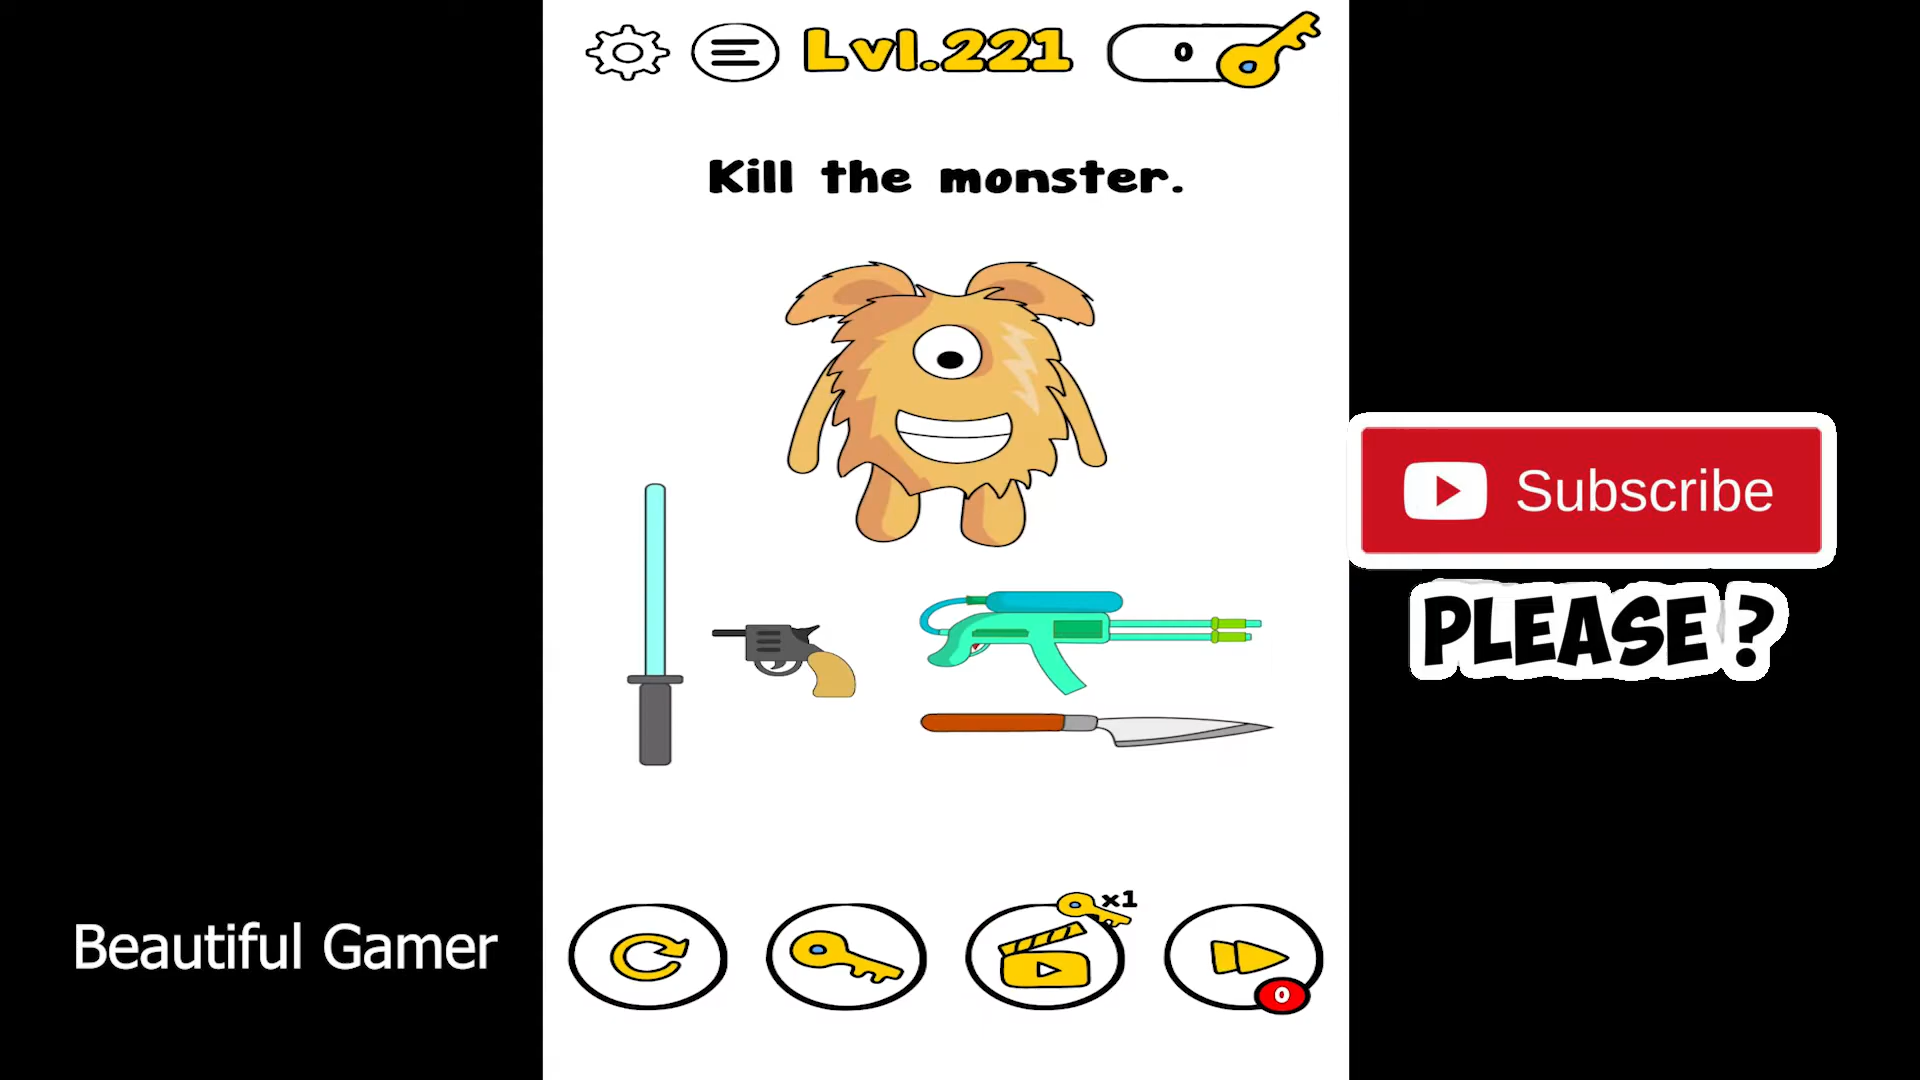 Lvl.221
0
Kill the monster.
Subscribe
PLEASE ?
x1
0
Beautiful Gamer